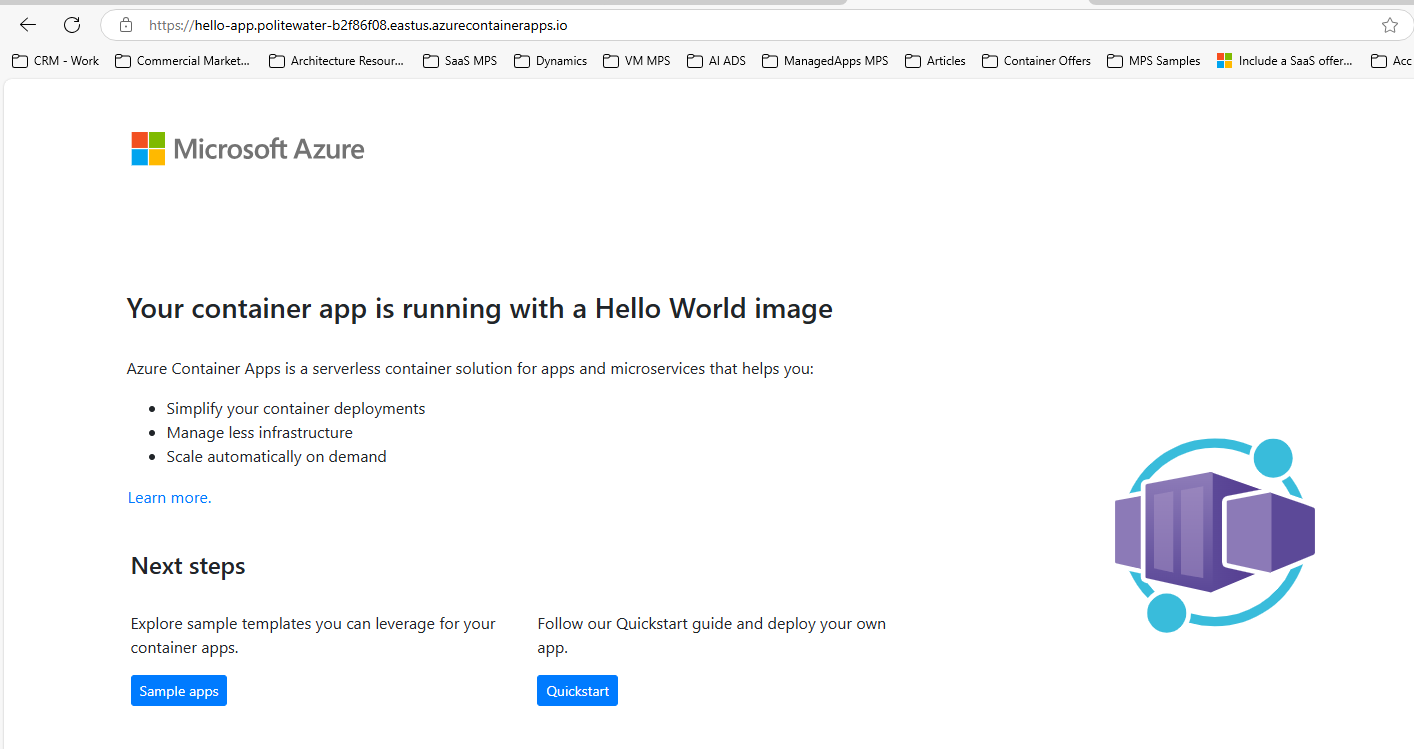 https://hello-app.politewater-b2f86f08.eastus.azurecontainerapps.io
CRM - Work Commercial Market... Architecture Resour... SaaS MPS Dynamics VM MPS AI ADS ManagedApps MPS Articles Container Offers MPS Samples Include a SaaS offer... Acc
Microsoft Azure
Your container app is running with a Hello World image
Azure Container Apps is a serverless container solution for apps and microservices that helps you:
Simplify your container deployments
Manage less infrastructure
Scale automatically on demand
Learn more.
Next steps
Explore sample templates you can leverage for your
container apps.
Sample apps
Follow our Quickstart guide and deploy your own
app.
Quickstart